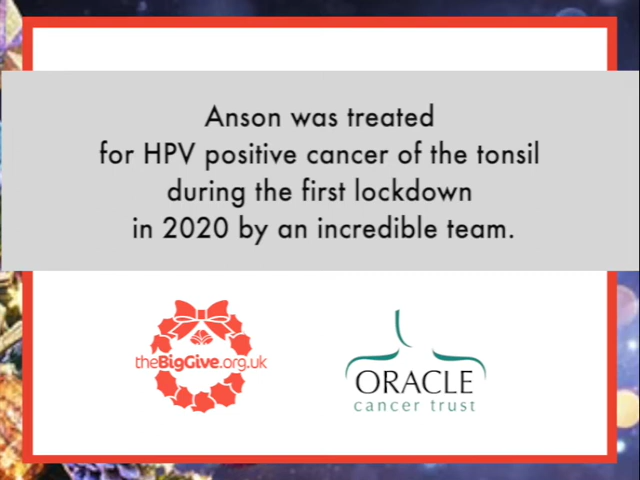 Anson was treated
for HPV positive cancer of the tonsil
during the first lockdown
in 2020 by an incredible team.
theBigGive.org.uk
ORACLE
cancer trust